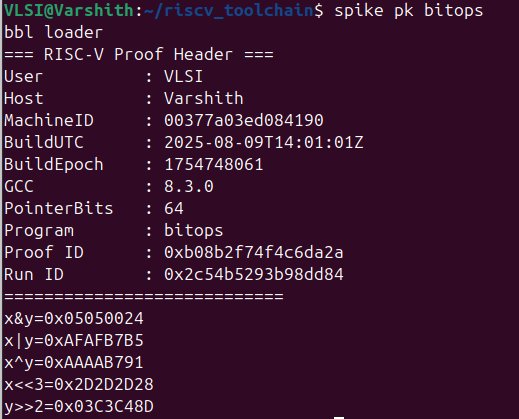 VLSI@Varshith:~/riscv_toolchain$ spike pk bitops
bbl loader
=== RISC-V Proof Header ===
User          : VLSI
Host          : Varshith
MachineID     : 00377a03ed084190
BuildUTC      : 2025-08-09T14:01:01Z
BuildEpoch    : 1754748061
GCC           : 8.3.0
PointerBits   : 64
Program       : bitops
Proof ID      : 0xb08b2f74f4c6da2a
Run ID        : 0x2c54b5293b98dd84
===========================
x&y=0x05050024
x|y=0xAFAFB7B5
x^y=0xAAAAB791
x<<3=0x2D2D2D28
y>>2=0x03C3C48D